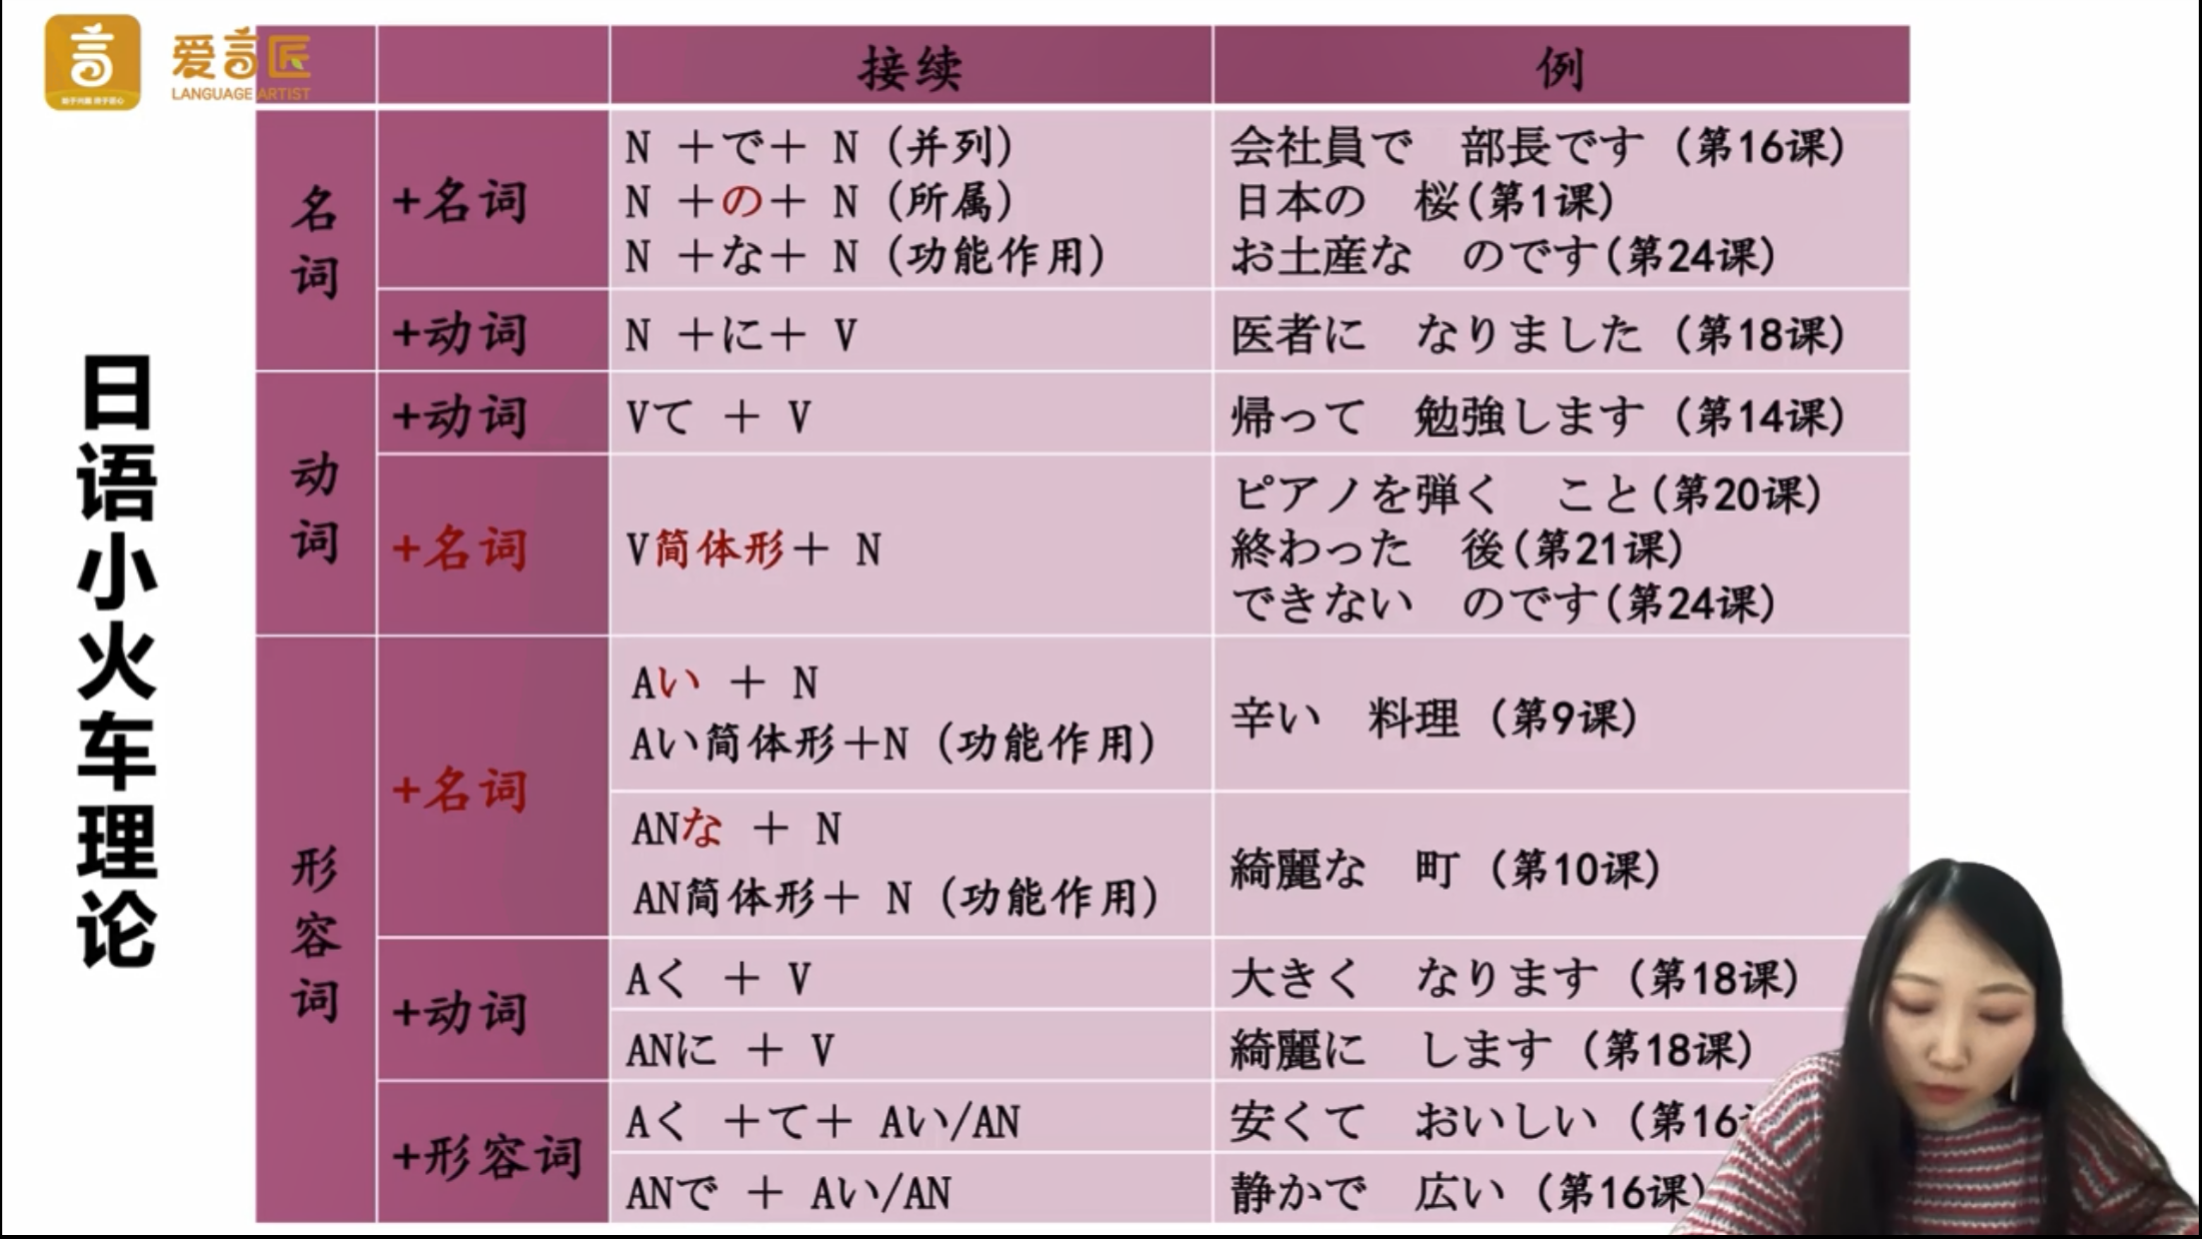 言
爱言匠
LANGUAGE ARTIST
日语小火车理论
接续
例
名词
+名词
N +で+ N (并列)
N +の+ N (所属)
N +な+ N (功能作用)
会社員で 部長です (第16课)
日本の 桜(第1课)
お土産な のです(第24课)
+动词
N +に+ V
医者に なりました (第18课)
动词
+动词
Vて + V
帰って 勉強します (第14课)
+名词
V简体形+ N
ピアノを弾く こと(第20课)
終わった 後(第21课)
できない のです(第24课)
形容词
+名词
Aい + N
Aい简体形+N (功能作用)
辛い 料理 (第9课)
ANな + N
AN简体形+ N (功能作用)
綺麗な 町 (第10课)
+动词
Aく + V
大きく なります (第18课)
ANに + V
綺麗に します (第18课)
+形容词
Aく +て+ Aい/AN
安くて おいしい (第16
ANで + Aい/AN
静かで 広い (第16课)